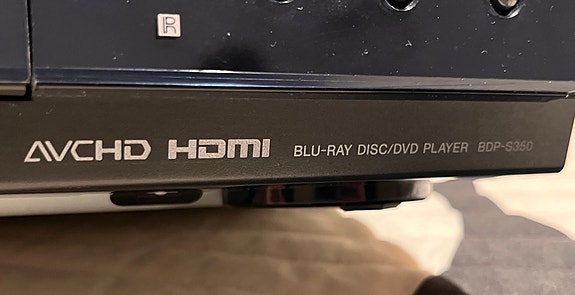 R
AVCHD HDMI BLU-RAY DISC/DVD PLAYER BDP-S350